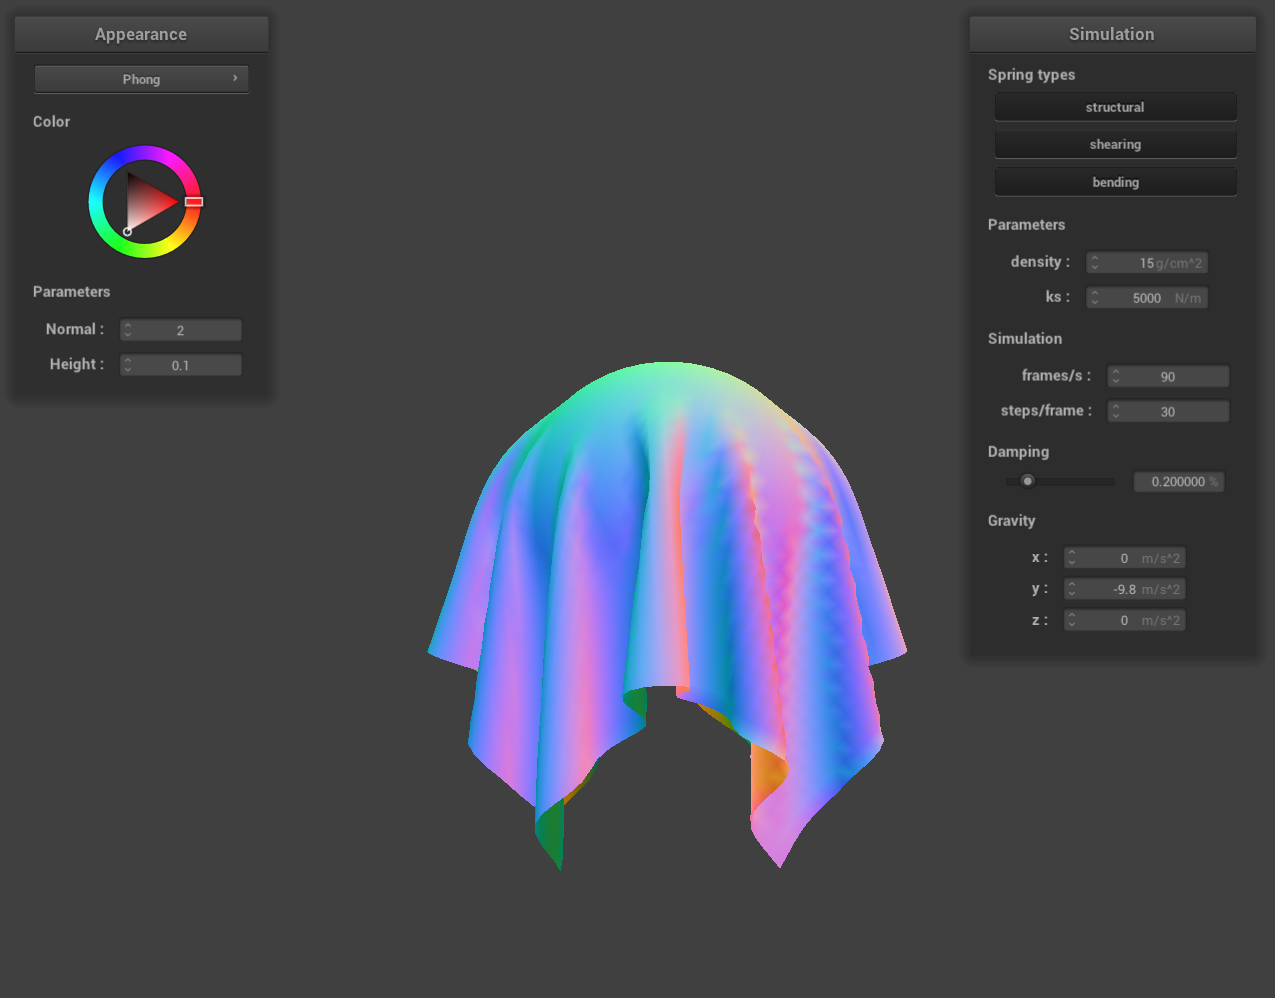 Appearance
Phong
Color
Parameters
Normal : 2
Height : 0.1
Simulation
Spring types
structural
shearing
bending
Parameters
density : 15 g/cm^2
ks : 5000 N/m
Simulation
frames/s : 90
steps/frame : 30
Damping
0.200000 %
Gravity
x : 0 m/s^2
y : -9.8 m/s^2
z : 0 m/s^2